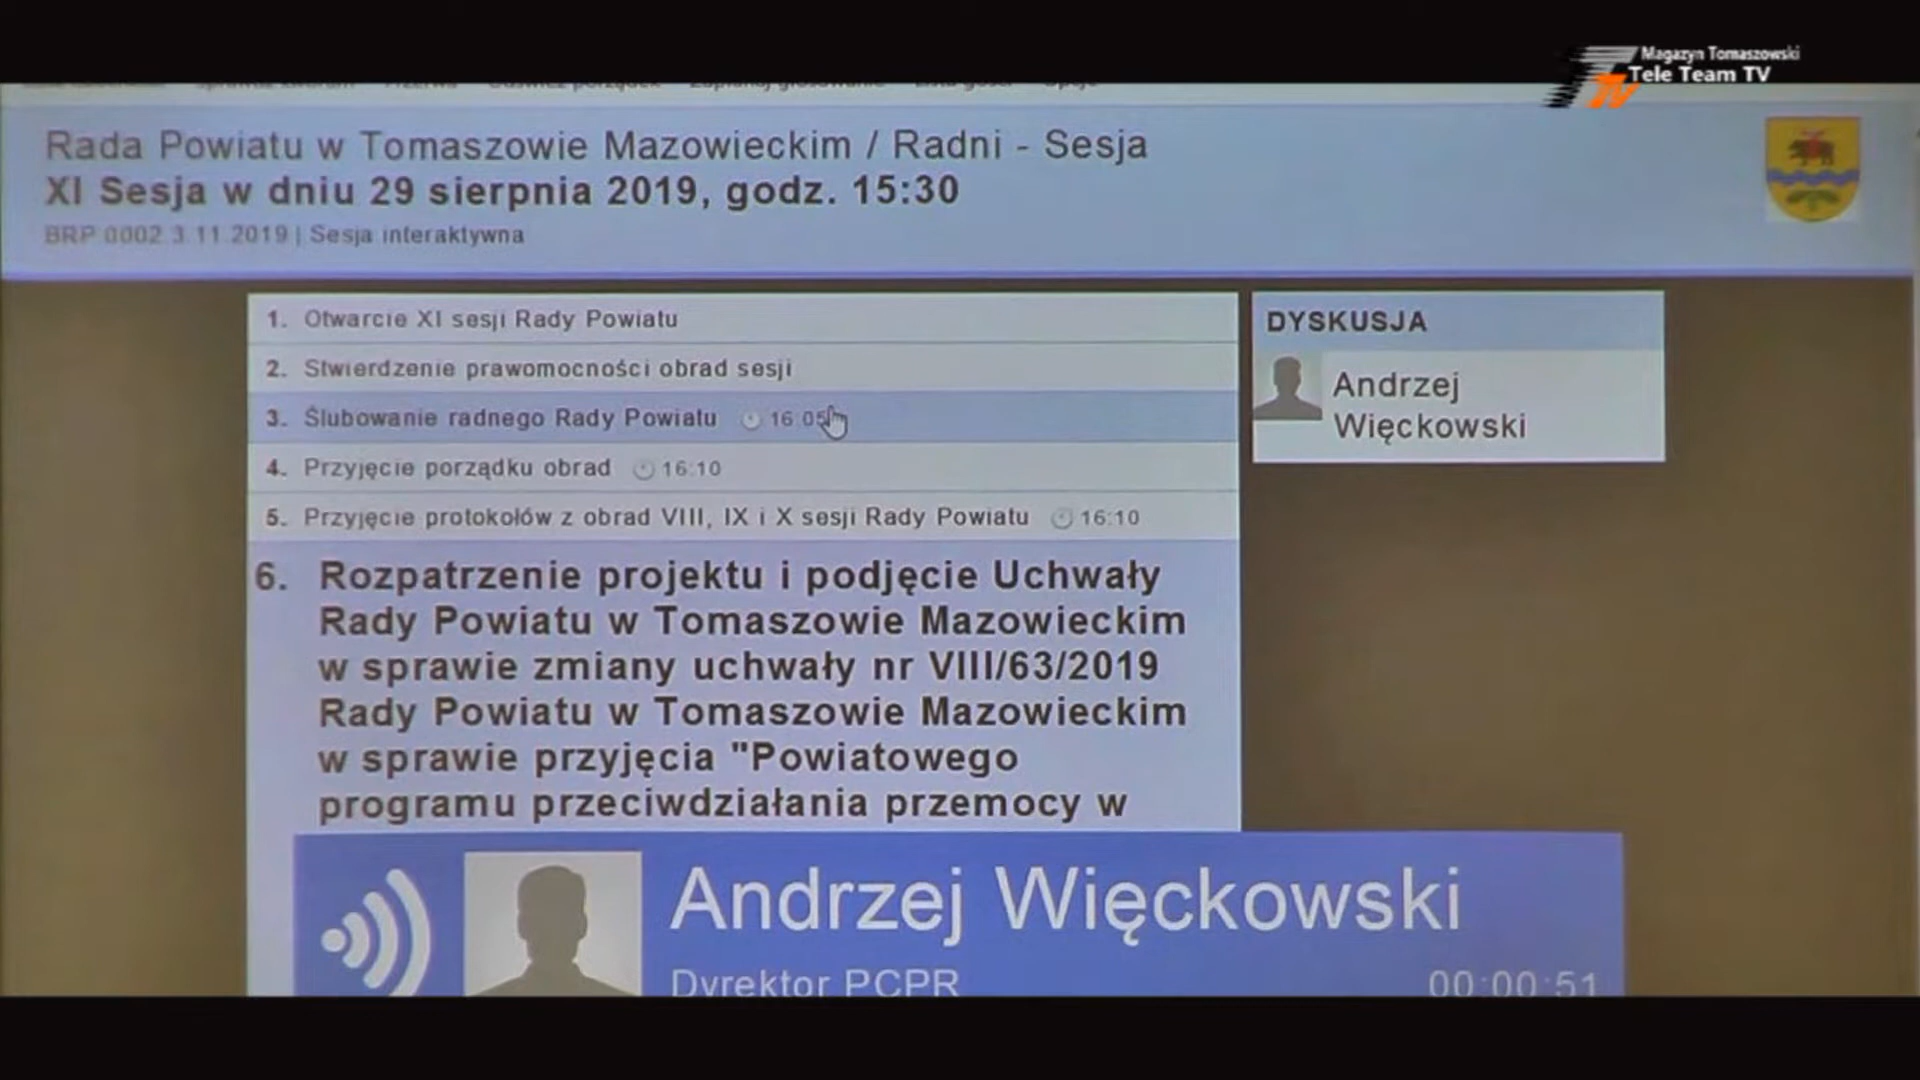 Magazyn Tomaszowski
Tele Team TV
Rada Powiatu w Tomaszowie Mazowieckim / Radni - Sesja
XI Sesja w dniu 29 sierpnia 2019, godz. 15:30
BRP.0002.3.11.2019 | Sesja interaktywna
1. Otwarcie XI sesji Rady Powiatu
2. Stwierdzenie prawomocności obrad sesji
3. Ślubowanie radnego Rady Powiatu 16:05
4. Przyjęcie porządku obrad 16:10
5. Przyjęcie protokołów z obrad VIII, IX i X sesji Rady Powiatu 16:10
6. Rozpatrzenie projektu i podjęcie Uchwały
Rady Powiatu w Tomaszowie Mazowieckim
w sprawie zmiany uchwały nr VIII/63/2019
Rady Powiatu w Tomaszowie Mazowieckim
w sprawie przyjęcia "Powiatowego
programu przeciwdziałania przemocy w
DYSKUSJA
Andrzej
Więckowski
Andrzej Więckowski
Dyrektor PCPR
00:00:51